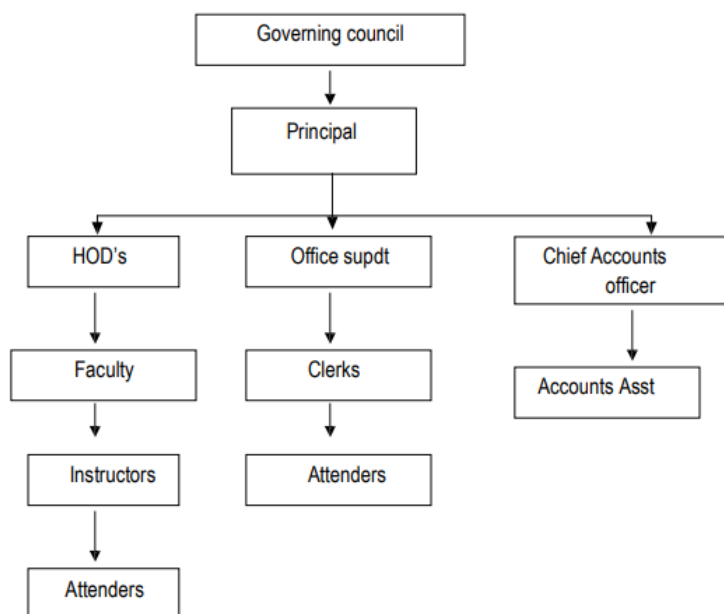 Governing council
Principal
HOD's
Office supdt
Chief Accounts
officer
Faculty
Clerks
Accounts Asst
Instructors
Attenders
Attenders